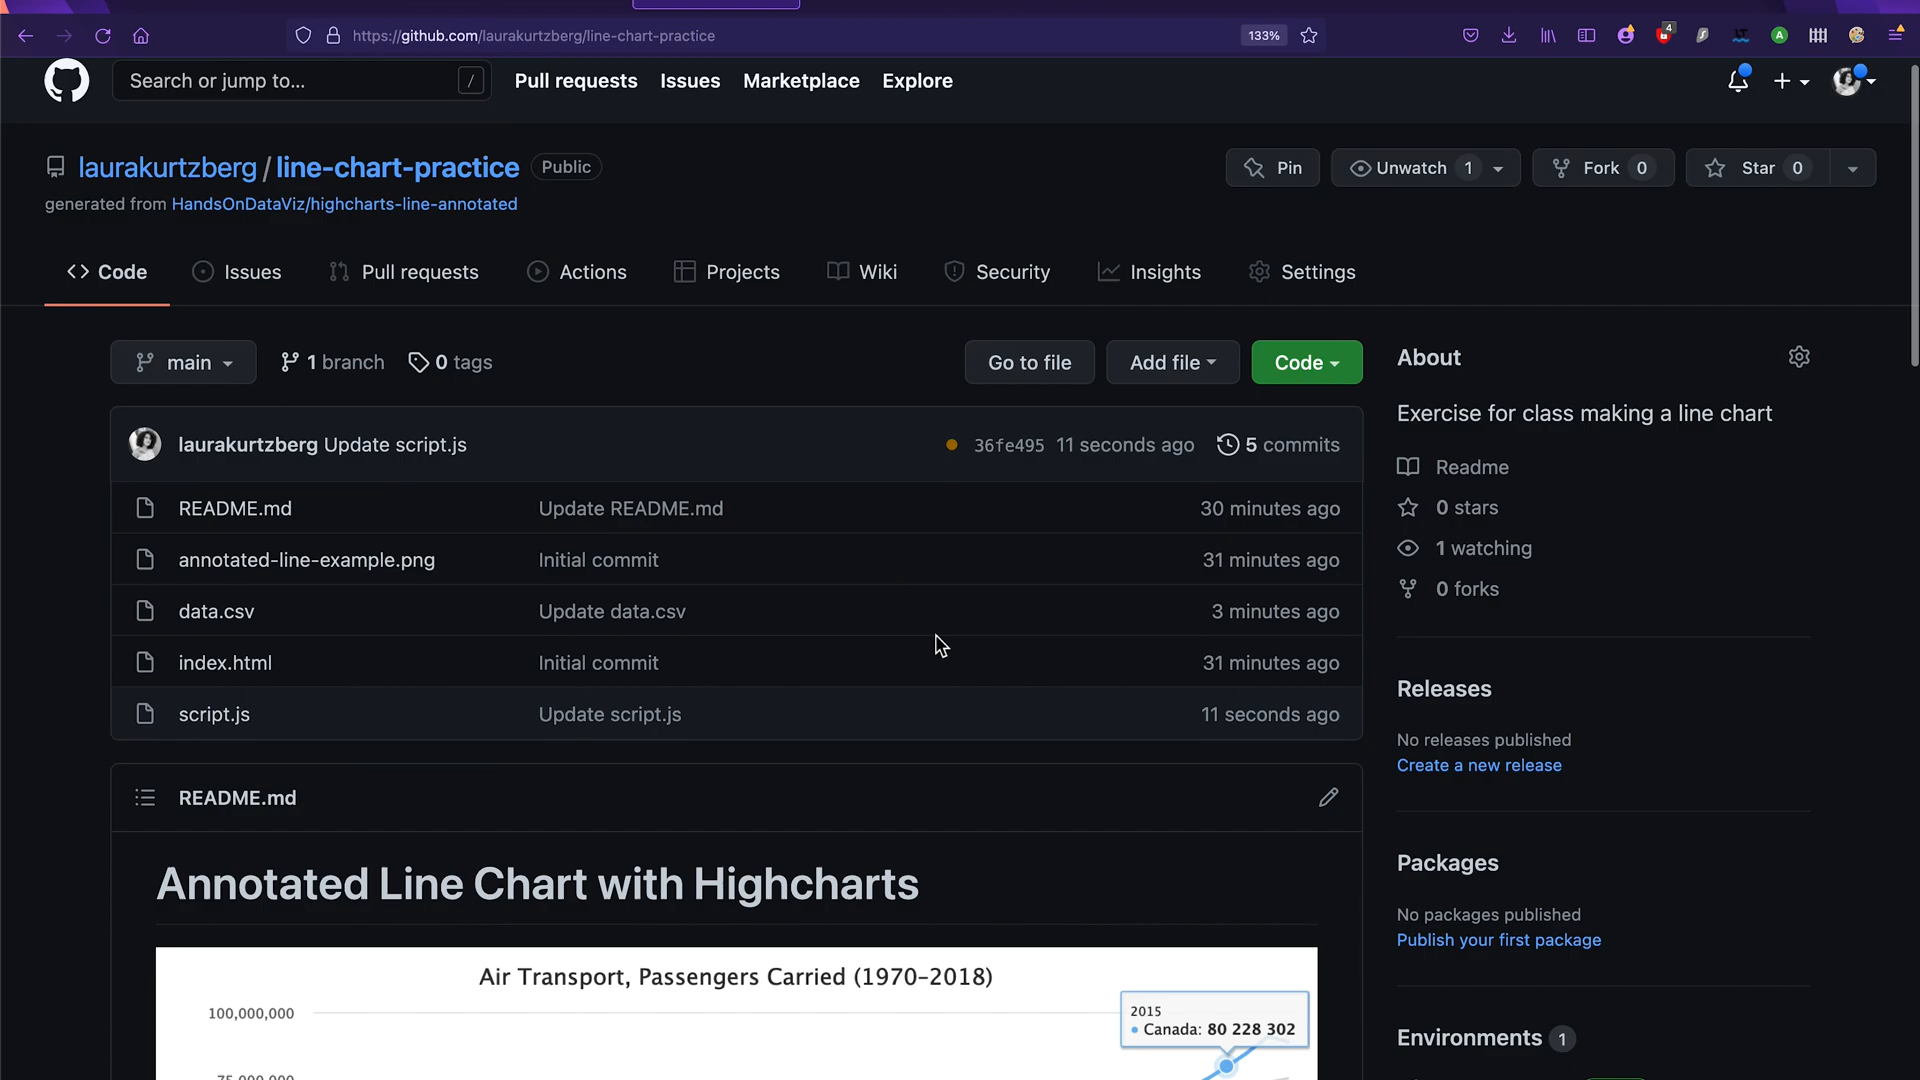 https://github.com/laurakurtzberg/line-chart-practice
133%
4
Search or jump to...
/
Pull requests
Issues
Marketplace
Explore
laurakurtzberg/line-chart-practice
Public
Pin
Unwatch 1
Fork 0
Star 0
generated from HandsOnDataViz/highcharts-line-annotated
Code
Issues
Pull requests
Actions
Projects
Wiki
Security
Insights
Settings
main
1 branch
0 tags
Go to file
Add file
Code
laurakurtzberg Update script.js
36fe495 11 seconds ago
5 commits
README.md
Update README.md
30 minutes ago
annotated-line-example.png
Initial commit
31 minutes ago
data.csv
Update data.csv
3 minutes ago
index.html
Initial commit
31 minutes ago
script.js
Update script.js
11 seconds ago
README.md
Annotated Line Chart with Highcharts
Air Transport, Passengers Carried (1970-2018)
100,000,000
2015
Canada: 80 228 302
75,000,000
About
Exercise for class making a line chart
Readme
0 stars
1 watching
0 forks
Releases
No releases published
Create a new release
Packages
No packages published
Publish your first package
Environments 1